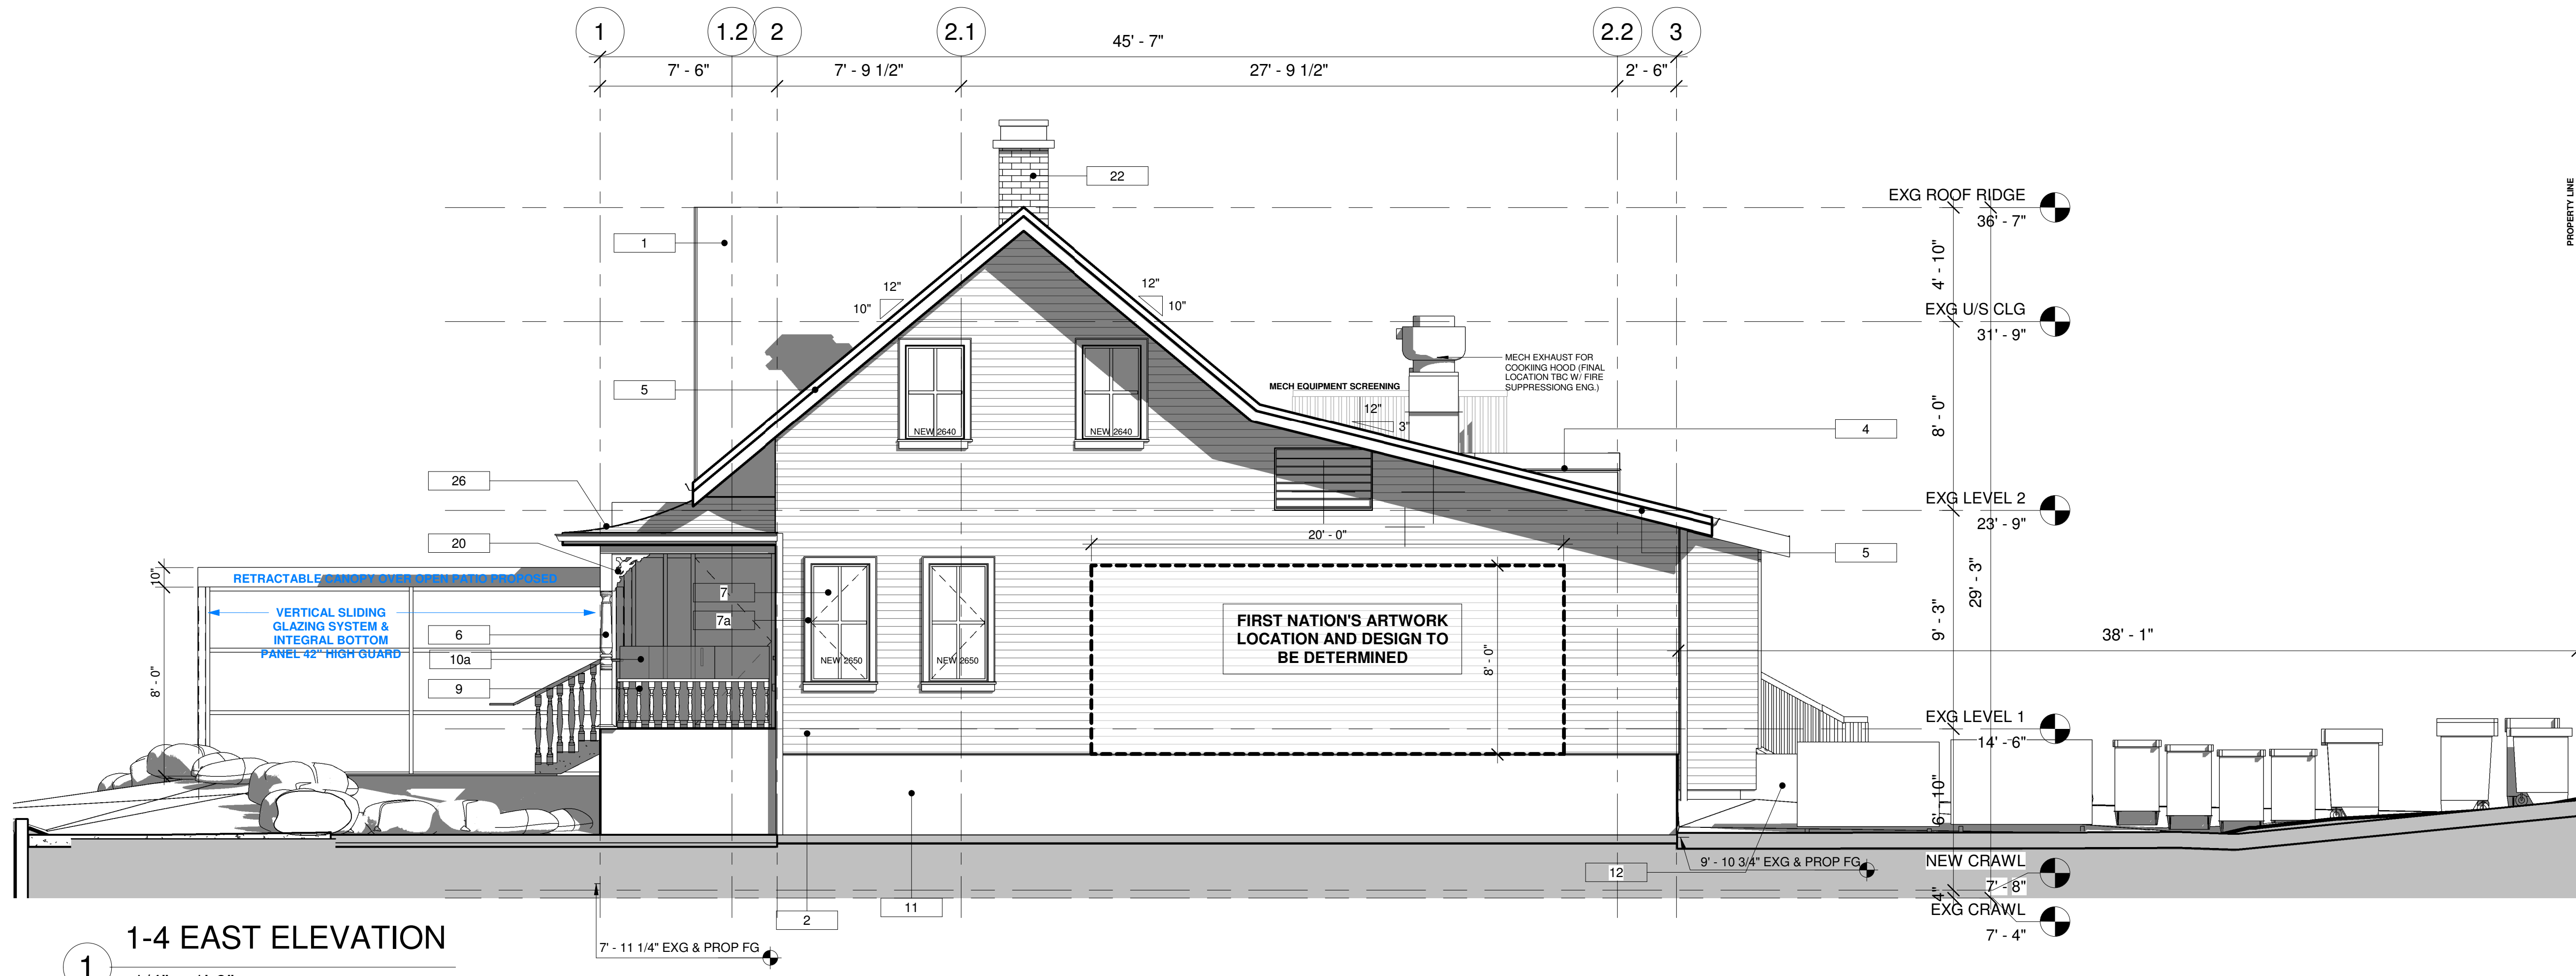 1
1.2
2
2.1
2.2
3
45' - 7"
7' - 6"
7' - 9 1/2"
27' - 9 1/2"
2' - 6"
22
1
5
26
20
6
10a
9
7
7a
12"
10"
12"
10"
12"
3"
NEW 2640
NEW 2640
NEW 2650
NEW 2650
MECH EQUIPMENT SCREENING
MECH EXHAUST FOR
COOKIING HOOD (FINAL
LOCATION TBC W/ FIRE
SUPPRESSIONG ENG.)
4
5
20' - 0"
8' - 0"
FIRST NATION'S ARTWORK
LOCATION AND DESIGN TO
BE DETERMINED
10"
8' - 0"
RETRACTABLE CANOPY OVER OPEN PATIO PROPOSED
VERTICAL SLIDING
GLAZING SYSTEM &
INTEGRAL BOTTOM
PANEL 42" HIGH GUARD
EXG ROOF RIDGE
36' - 7"
4' - 10"
EXG U/S CLG
31' - 9"
8' - 0"
EXG LEVEL 2
23' - 9"
9' - 3"
29' - 3"
38' - 1"
EXG LEVEL 1
14' - 6"
6' 10"
NEW CRAWL
7' - 8"
4"
EXG CRAWL
7' - 4"
PROPERTY LINE
12
9' - 10 3/4" EXG & PROP FG
11
2
7' - 11 1/4" EXG & PROP FG
1-4 EAST ELEVATION
1